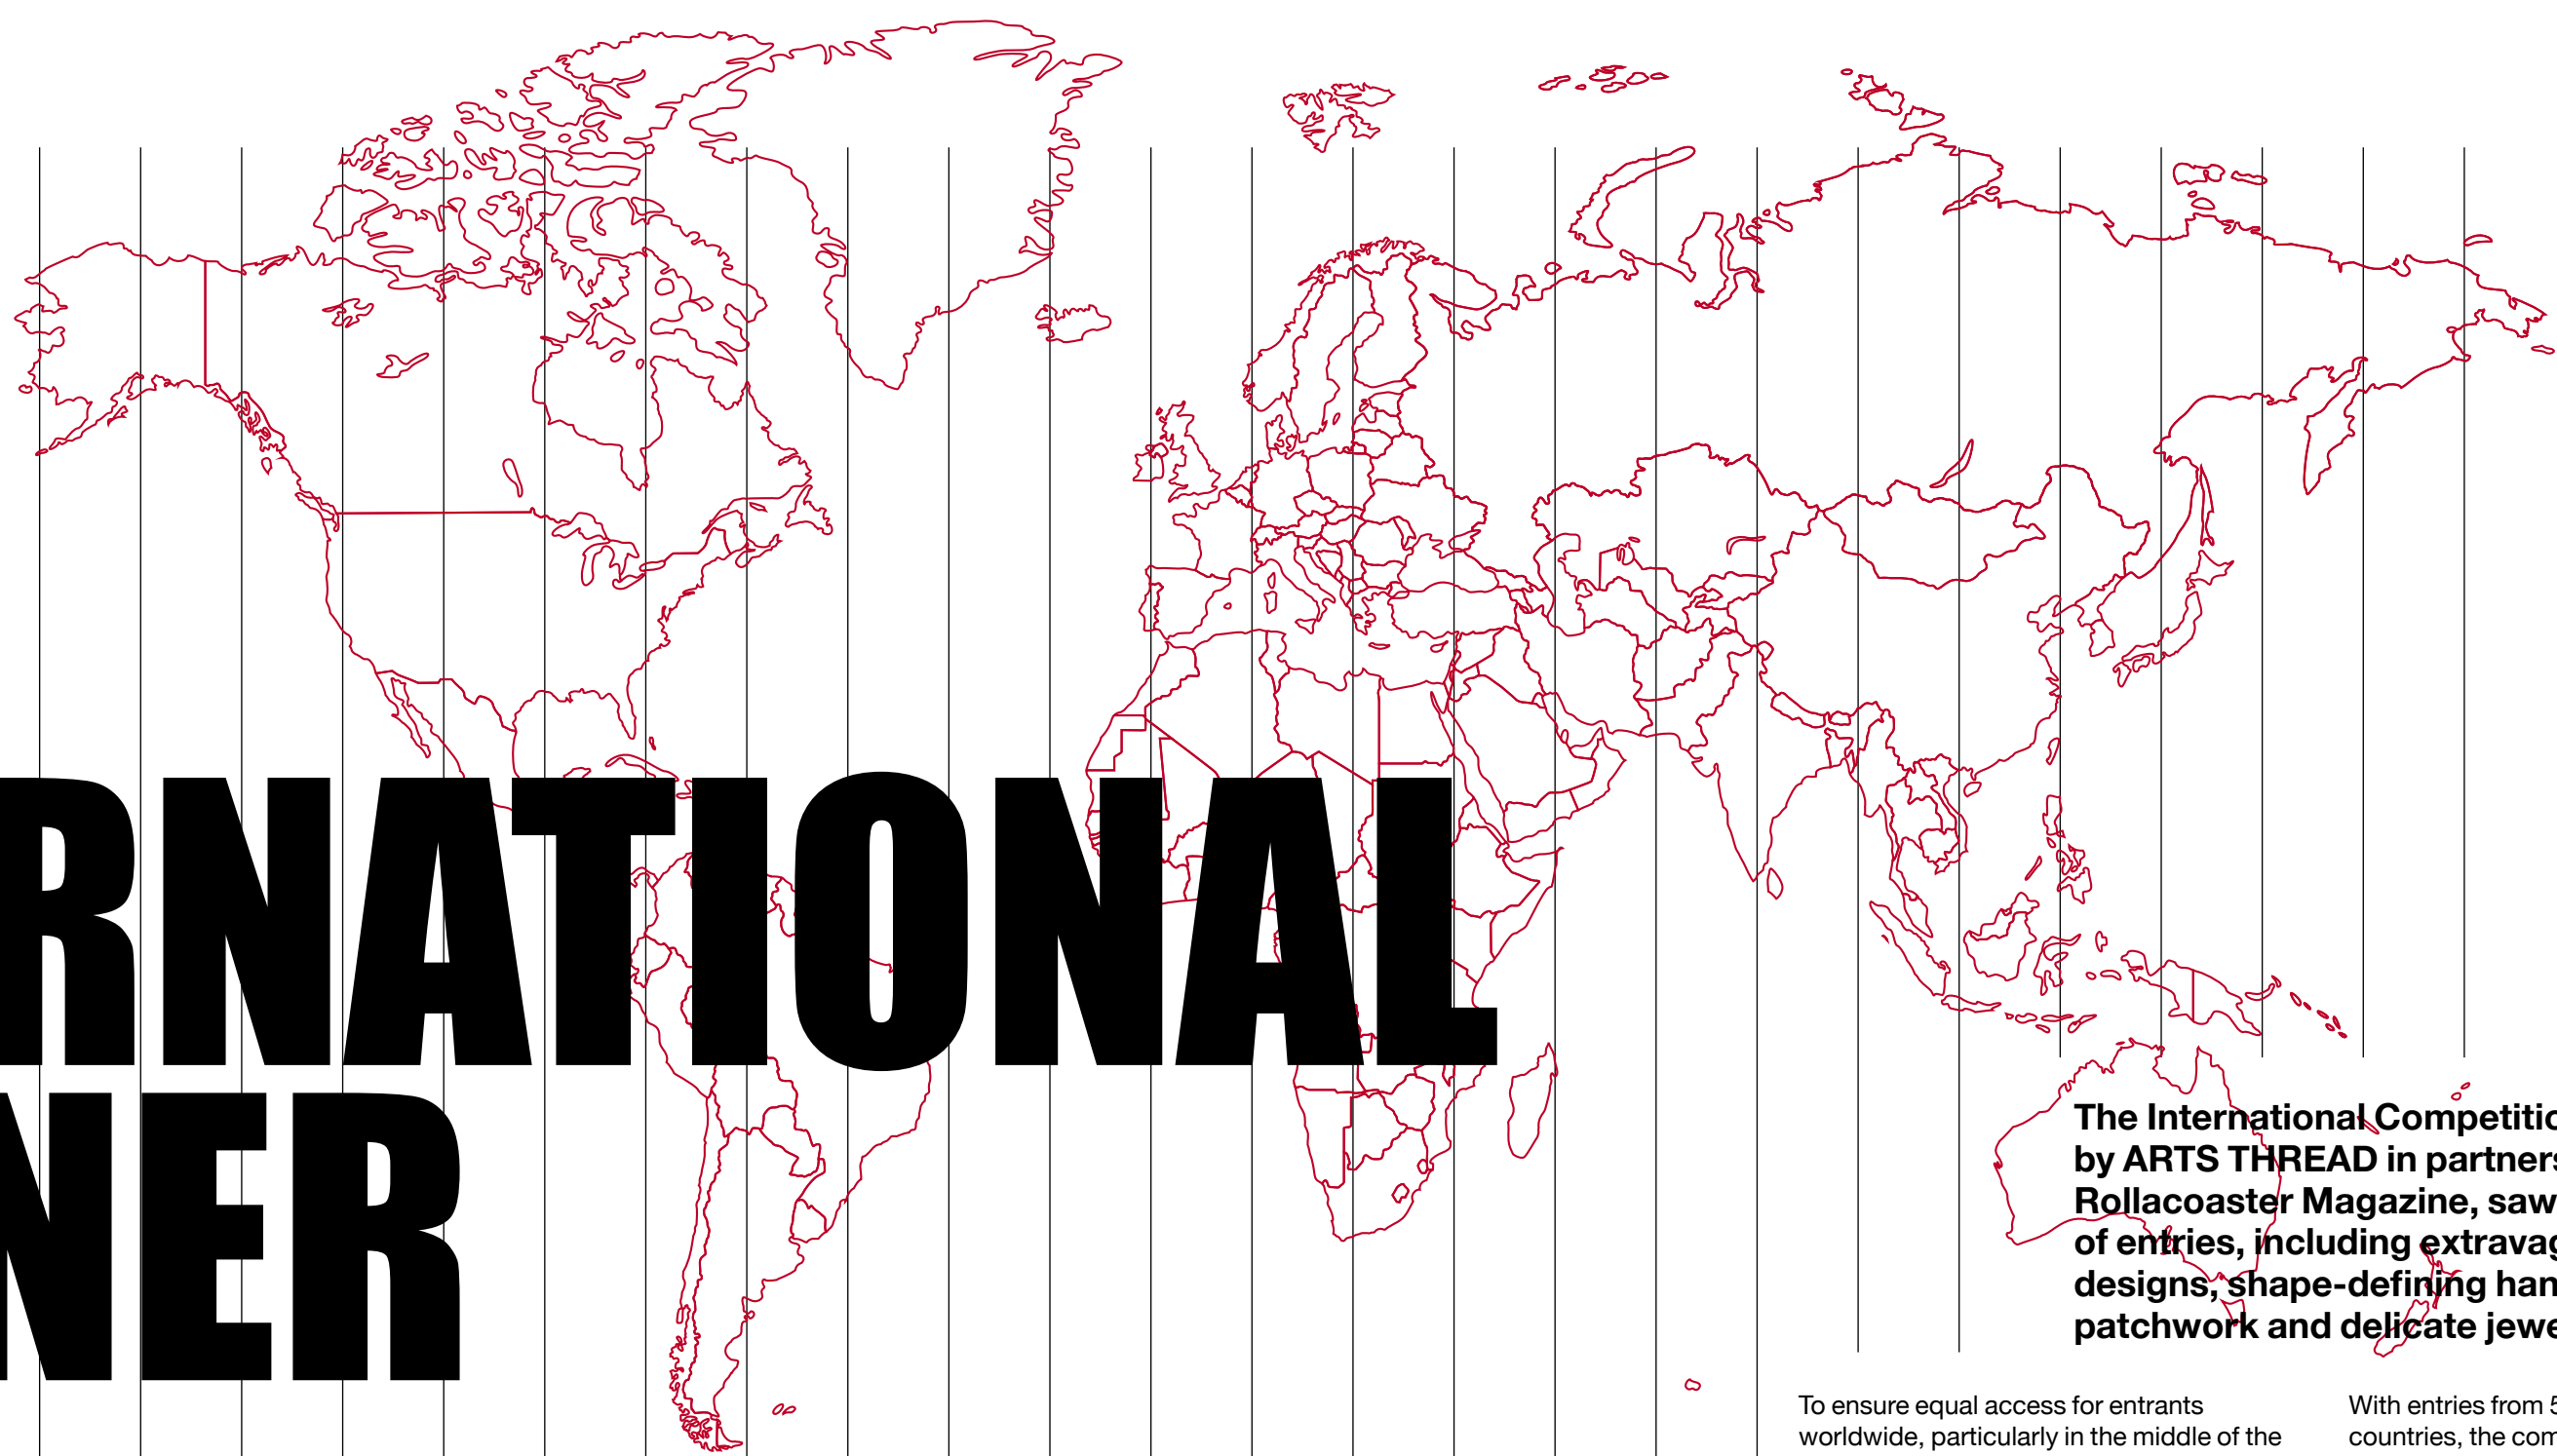 RNATIONAL
NER
The International Competitio
by ARTS THREAD in partners
Rollacoaster Magazine, saw
of entries, including extravag
designs, shape-defining han
patchwork and delicate jewe
To ensure equal access for entrants
worldwide, particularly in the middle of the
With entries from 5
countries, the com